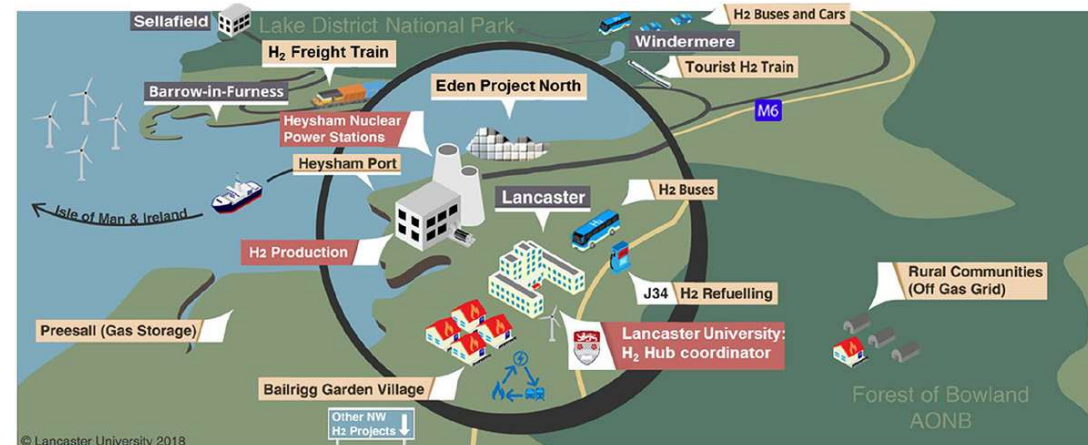 Sellafield
Lake District National Park
H2 Buses and Cars
Windermere
H₂ Freight Train
Tourist H2 Train
Barrow-in-Furness
Eden Project North
M6
Heysham Nuclear
Power Stations
Heysham Port
Lancaster
H2 Buses
Isle of Man & Ireland
H2 Production
H₂
Rural Communities
(Off Gas Grid)
J34 H2 Refuelling
Preesall (Gas Storage)
Lancaster University:
H₂ Hub coordinator
Bailrigg Garden Village
Forest of Bowland
AONB
Other NW
H2 Projects
© Lancaster University 2018